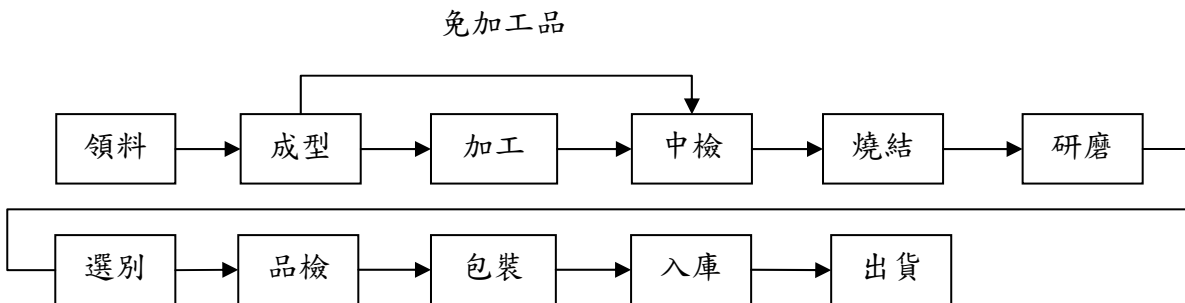 免加工品
領料 成型 加工 中檢 燒結 研磨
選別 品檢 包裝 入庫 出貨